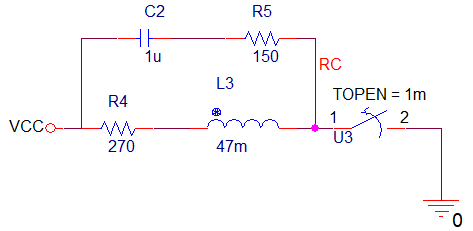 C2
R5
1u
150
RC
L3
TOPEN = 1m
R4
VCC
1
2
U3
270
47m
0